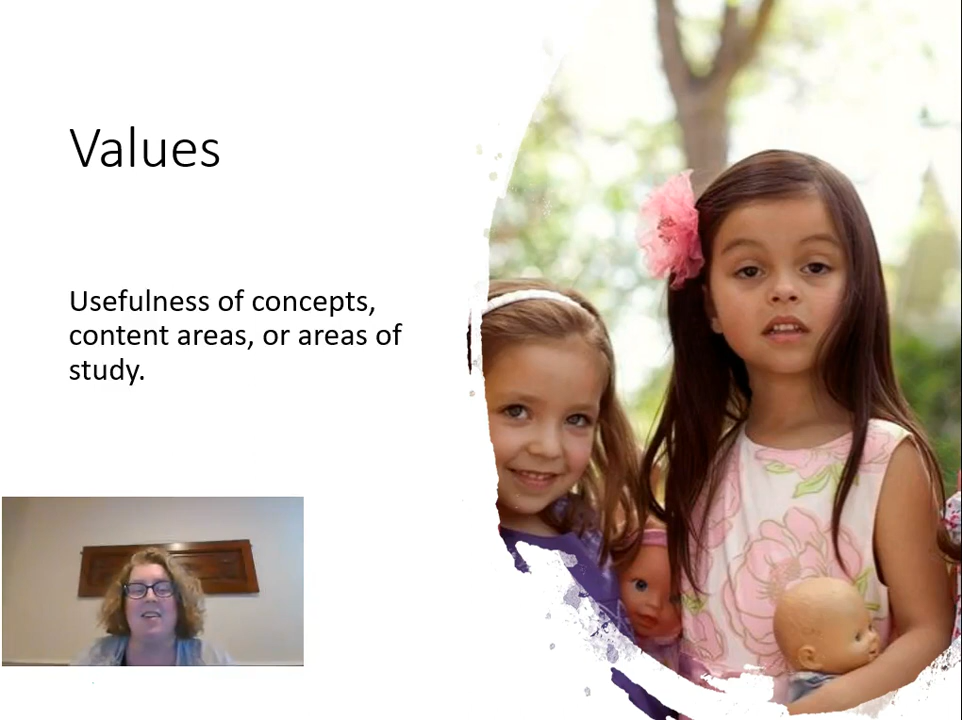 Values
Usefulness of concepts,
content areas, or areas of
study.